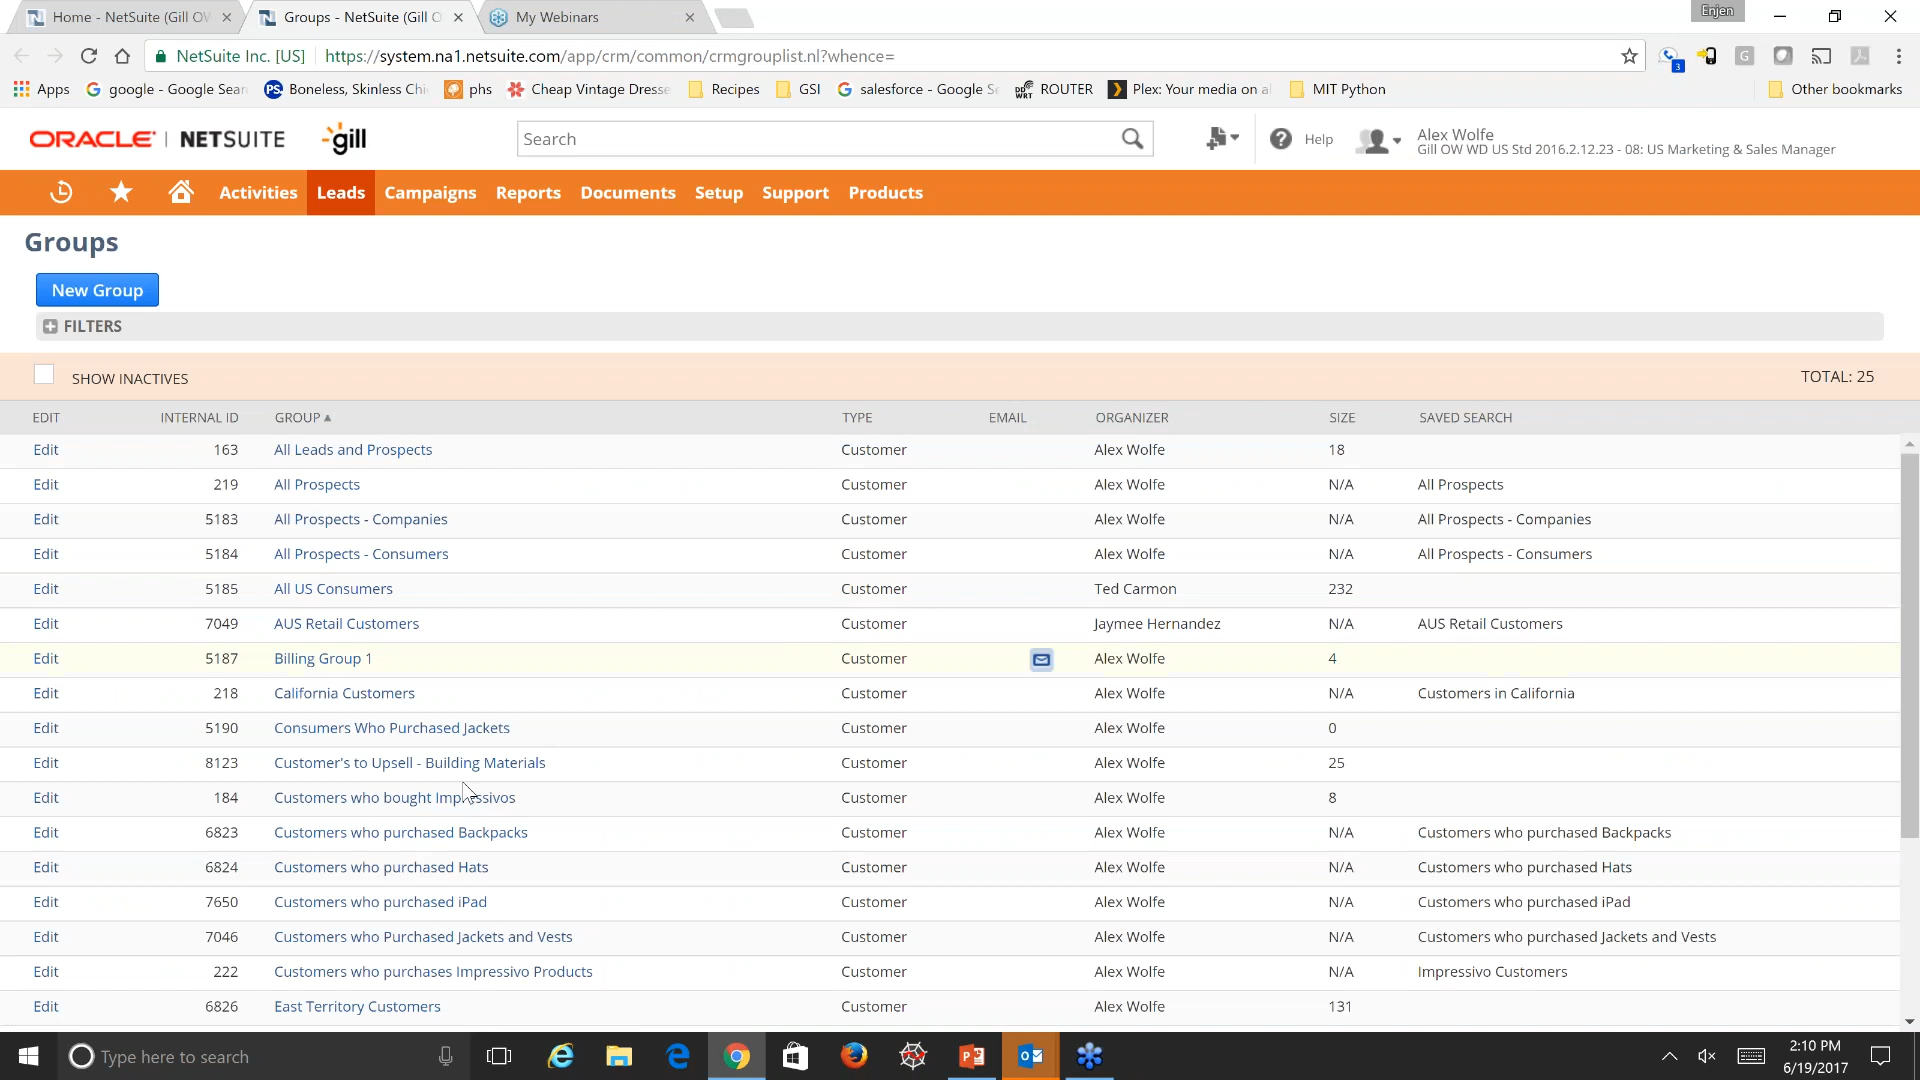 Enjen
Home - NetSuite (Gill OW
Groups - NetSuite (Gill O
My Webinars
NetSuite Inc. [US]
https://system.na1.netsuite.com/app/crm/common/crmgrouplist.nl?whence=
3
G
Apps
google - Google Sear
PS
Boneless, Skinless Chi
phs
Cheap Vintage Dresse
Recipes
GSI
salesforce - Google Se
DD WRT
ROUTER
Plex: Your media on al
MIT Python
Other bookmarks
ORACLE | NETSUITE
gill
Search
Help
Alex Wolfe
Gill OW WD US Std 2016.2.12.23 - 08: US Marketing & Sales Manager
Activities Leads Campaigns Reports Documents Setup Support Products
Groups
New Group
FILTERS
SHOW INACTIVES
TOTAL: 25
EDIT INTERNAL ID GROUP TYPE EMAIL ORGANIZER SIZE SAVED SEARCH
Edit 163 All Leads and Prospects Customer Alex Wolfe 18
Edit 219 All Prospects Customer Alex Wolfe N/A All Prospects
Edit 5183 All Prospects - Companies Customer Alex Wolfe N/A All Prospects - Companies
Edit 5184 All Prospects - Consumers Customer Alex Wolfe N/A All Prospects - Consumers
Edit 5185 All US Consumers Customer Ted Carmon 232
Edit 7049 AUS Retail Customers Customer Jaymee Hernandez N/A AUS Retail Customers
Edit 5187 Billing Group 1 Customer Alex Wolfe 4
Edit 218 California Customers Customer Alex Wolfe N/A Customers in California
Edit 5190 Consumers Who Purchased Jackets Customer Alex Wolfe 0
Edit 8123 Customer's to Upsell - Building Materials Customer Alex Wolfe 25
Edit 184 Customers who bought Impressivos Customer Alex Wolfe 8
Edit 6823 Customers who purchased Backpacks Customer Alex Wolfe N/A Customers who purchased Backpacks
Edit 6824 Customers who purchased Hats Customer Alex Wolfe N/A Customers who purchased Hats
Edit 7650 Customers who purchased iPad Customer Alex Wolfe N/A Customers who purchased iPad
Edit 7046 Customers who Purchased Jackets and Vests Customer Alex Wolfe N/A Customers who purchased Jackets and Vests
Edit 222 Customers who purchases Impressivo Products Customer Alex Wolfe N/A Impressivo Customers
Edit 6826 East Territory Customers Customer Alex Wolfe 131
Type here to search
2:10 PM
6/19/2017